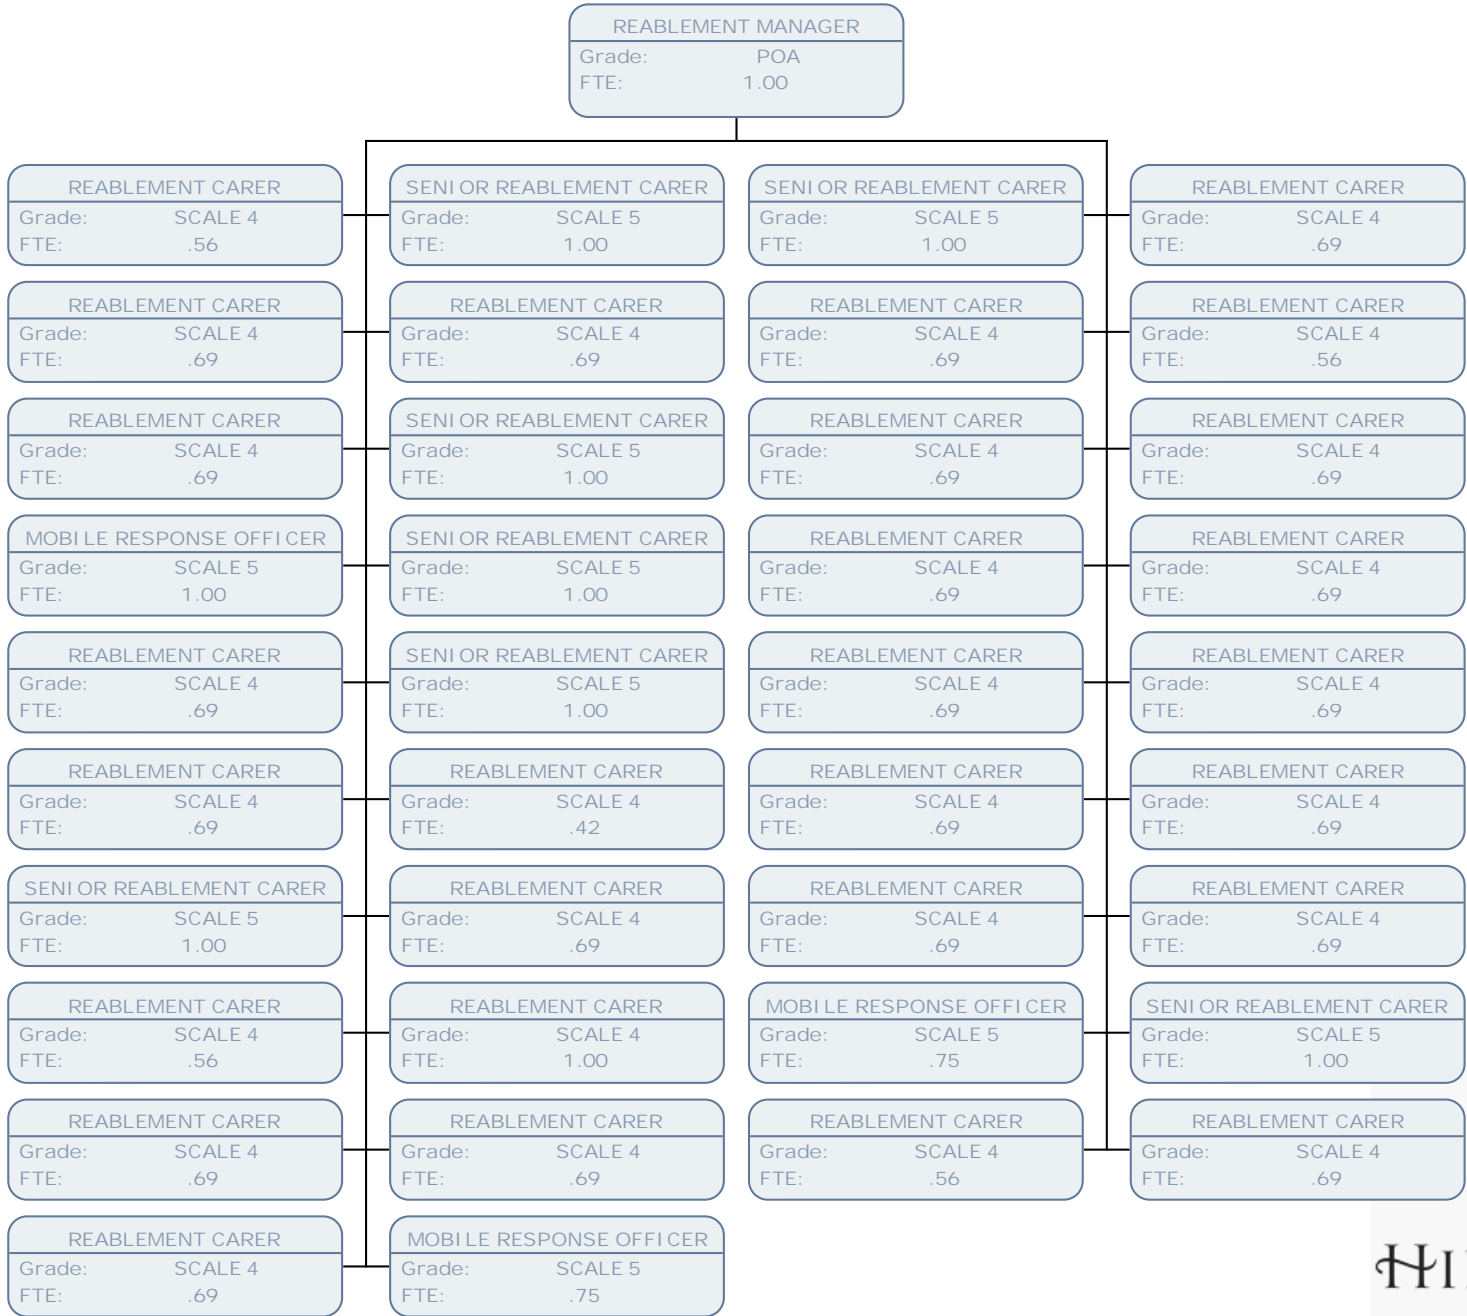 REABLEMENT MANAGER
Grade: POA
FTE: 1.00
REABLEMENT CARER
Grade: SCALE 4
FTE: .56
SENIOR REABLEMENT CARER
Grade: SCALE 5
FTE: 1.00
SENIOR REABLEMENT CARER
Grade: SCALE 5
FTE: 1.00
REABLEMENT CARER
Grade: SCALE 4
FTE: .69
REABLEMENT CARER
Grade: SCALE 4
FTE: .69
REABLEMENT CARER
Grade: SCALE 4
FTE: .69
REABLEMENT CARER
Grade: SCALE 4
FTE: .69
REABLEMENT CARER
Grade: SCALE 4
FTE: .56
REABLEMENT CARER
Grade: SCALE 4
FTE: .69
SENIOR REABLEMENT CARER
Grade: SCALE 5
FTE: 1.00
REABLEMENT CARER
Grade: SCALE 4
FTE: .69
REABLEMENT CARER
Grade: SCALE 4
FTE: .69
MOBILE RESPONSE OFFICER
Grade: SCALE 5
FTE: 1.00
SENIOR REABLEMENT CARER
Grade: SCALE 5
FTE: 1.00
REABLEMENT CARER
Grade: SCALE 4
FTE: .69
REABLEMENT CARER
Grade: SCALE 4
FTE: .69
REABLEMENT CARER
Grade: SCALE 4
FTE: .69
SENIOR REABLEMENT CARER
Grade: SCALE 5
FTE: 1.00
REABLEMENT CARER
Grade: SCALE 4
FTE: .69
REABLEMENT CARER
Grade: SCALE 4
FTE: .69
REABLEMENT CARER
Grade: SCALE 4
FTE: .69
REABLEMENT CARER
Grade: SCALE 4
FTE: .42
REABLEMENT CARER
Grade: SCALE 4
FTE: .69
REABLEMENT CARER
Grade: SCALE 4
FTE: .69
SENIOR REABLEMENT CARER
Grade: SCALE 5
FTE: 1.00
REABLEMENT CARER
Grade: SCALE 4
FTE: .69
REABLEMENT CARER
Grade: SCALE 4
FTE: .69
REABLEMENT CARER
Grade: SCALE 4
FTE: .69
REABLEMENT CARER
Grade: SCALE 4
FTE: .56
REABLEMENT CARER
Grade: SCALE 4
FTE: 1.00
MOBILE RESPONSE OFFICER
Grade: SCALE 5
FTE: .75
SENIOR REABLEMENT CARER
Grade: SCALE 5
FTE: 1.00
REABLEMENT CARER
Grade: SCALE 4
FTE: .69
REABLEMENT CARER
Grade: SCALE 4
FTE: .69
REABLEMENT CARER
Grade: SCALE 4
FTE: .56
REABLEMENT CARER
Grade: SCALE 4
FTE: .69
REABLEMENT CARER
Grade: SCALE 4
FTE: .69
MOBILE RESPONSE OFFICER
Grade: SCALE 5
FTE: .75